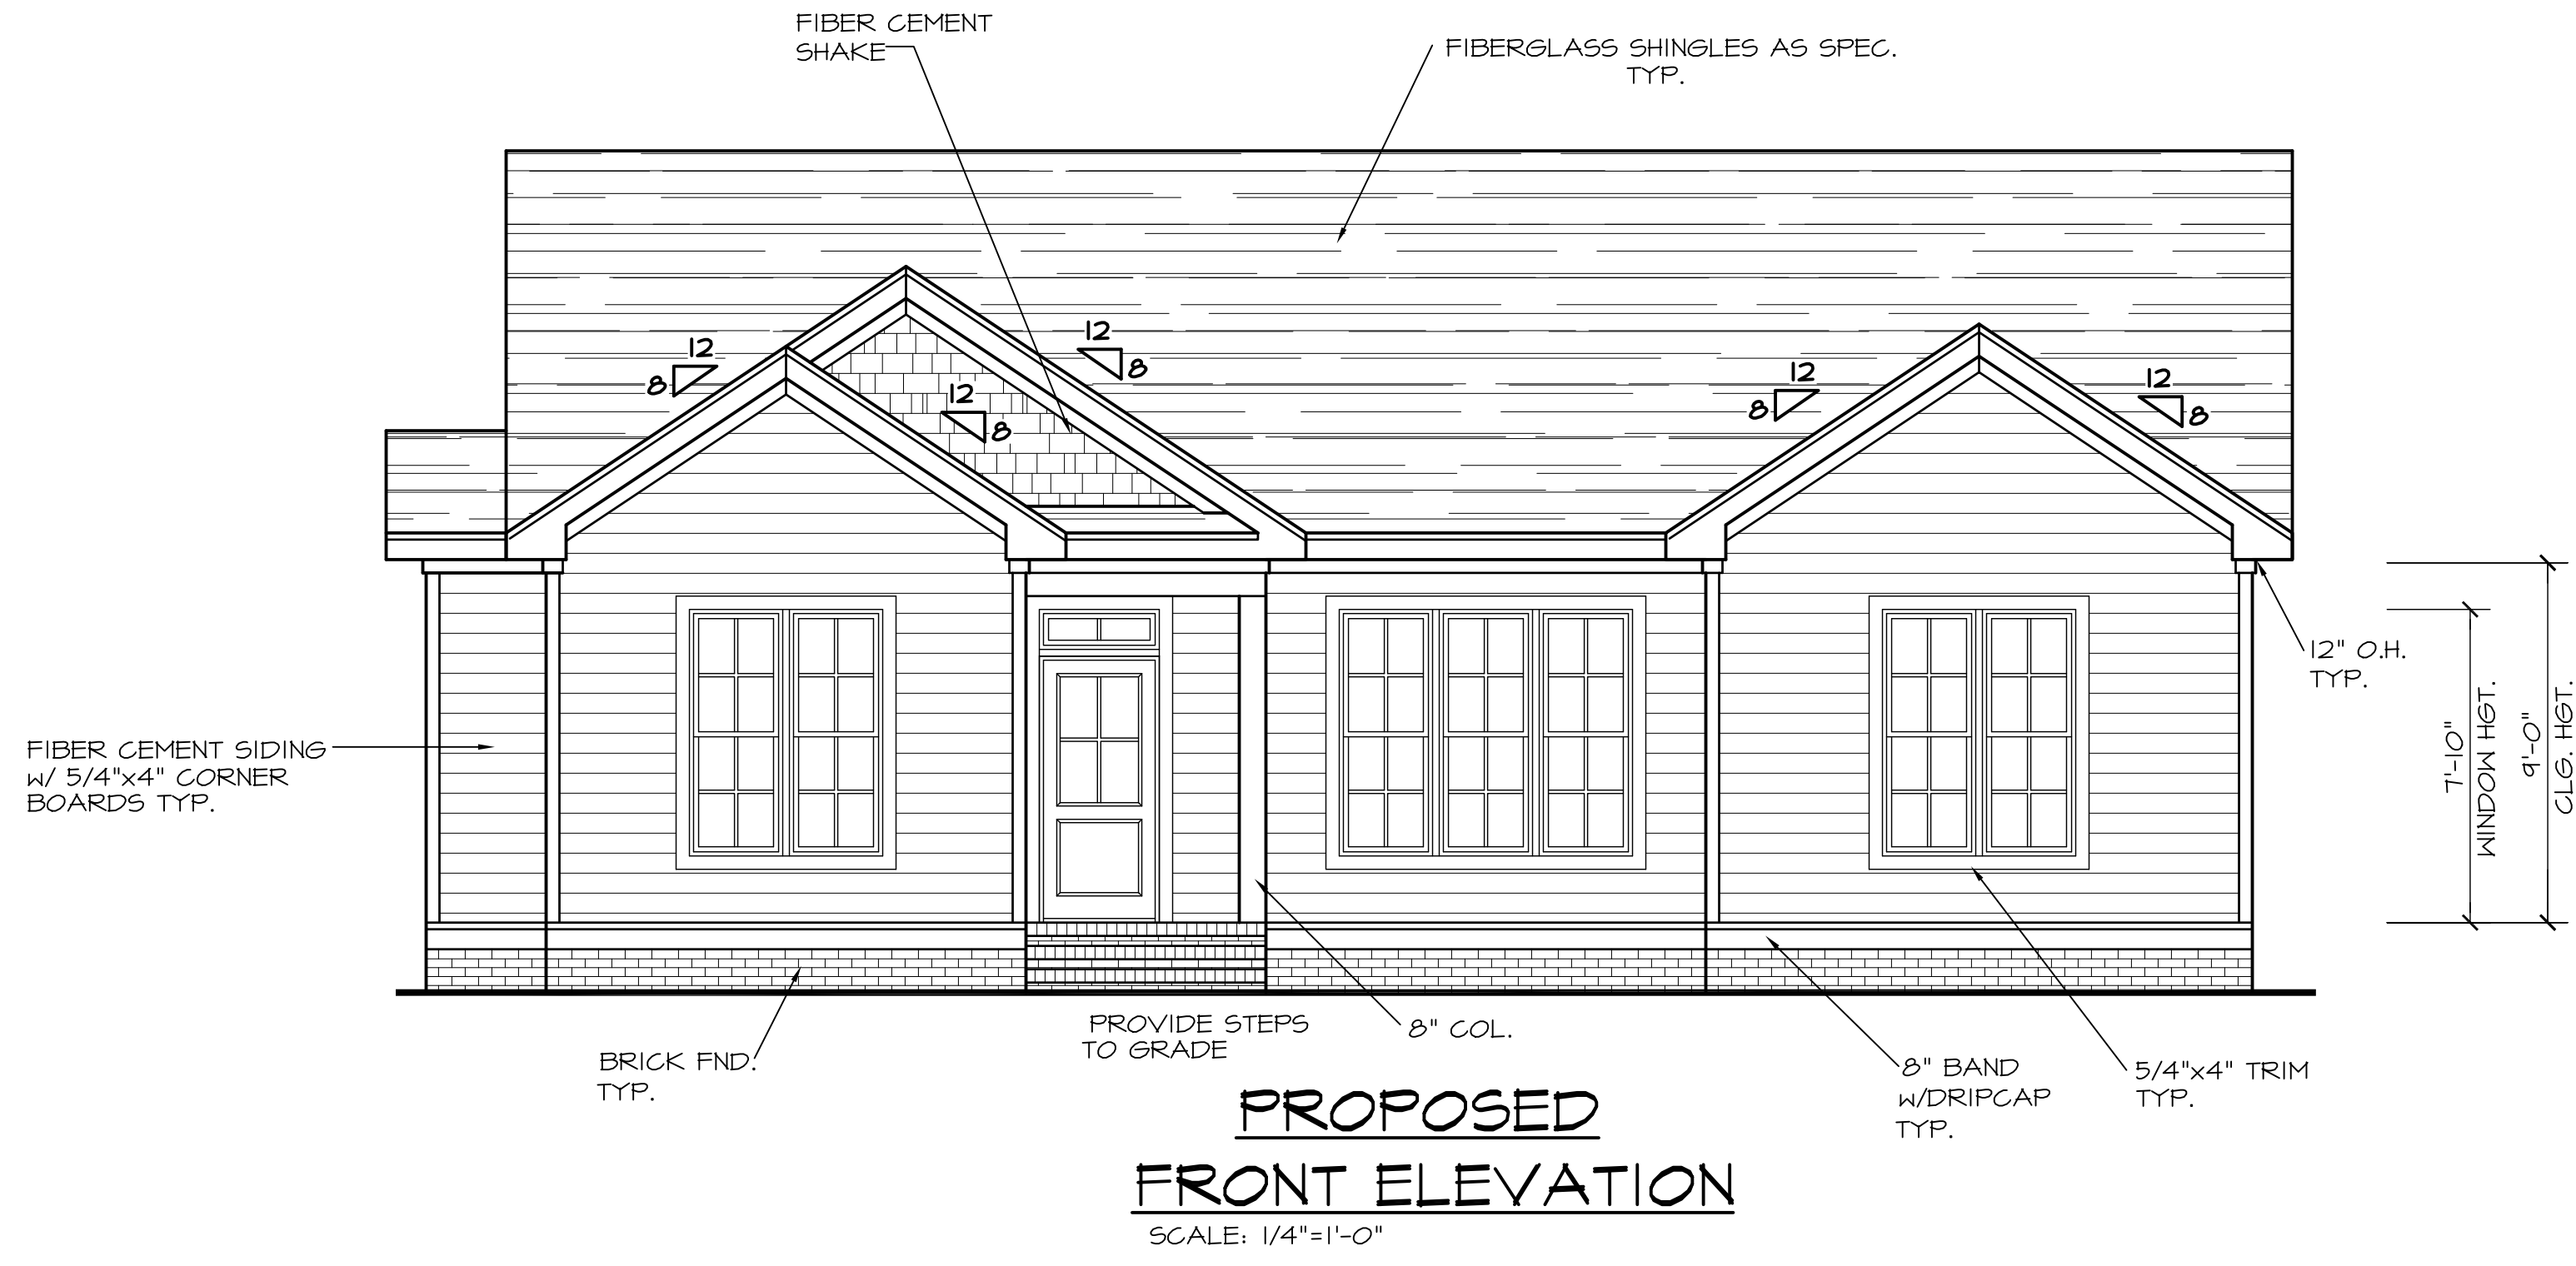 FIBER CEMENT
SHAKE
FIBERGLASS SHINGLES AS SPEC.
TYP.
12
8
12
8
12
8
12
8
12
8
12" O.H.
TYP.
7'-10"
WINDOW HGT.
9'-0"
CLG. HGT.
FIBER CEMENT SIDING
w/ 5/4"x4" CORNER
BOARDS TYP.
BRICK FND.
TYP.
PROVIDE STEPS
TO GRADE
8" COL.
8" BAND
w/DRIPCAP
TYP.
5/4"x4" TRIM
TYP.
PROPOSED
FRONT ELEVATION
SCALE: 1/4"=1'-0"